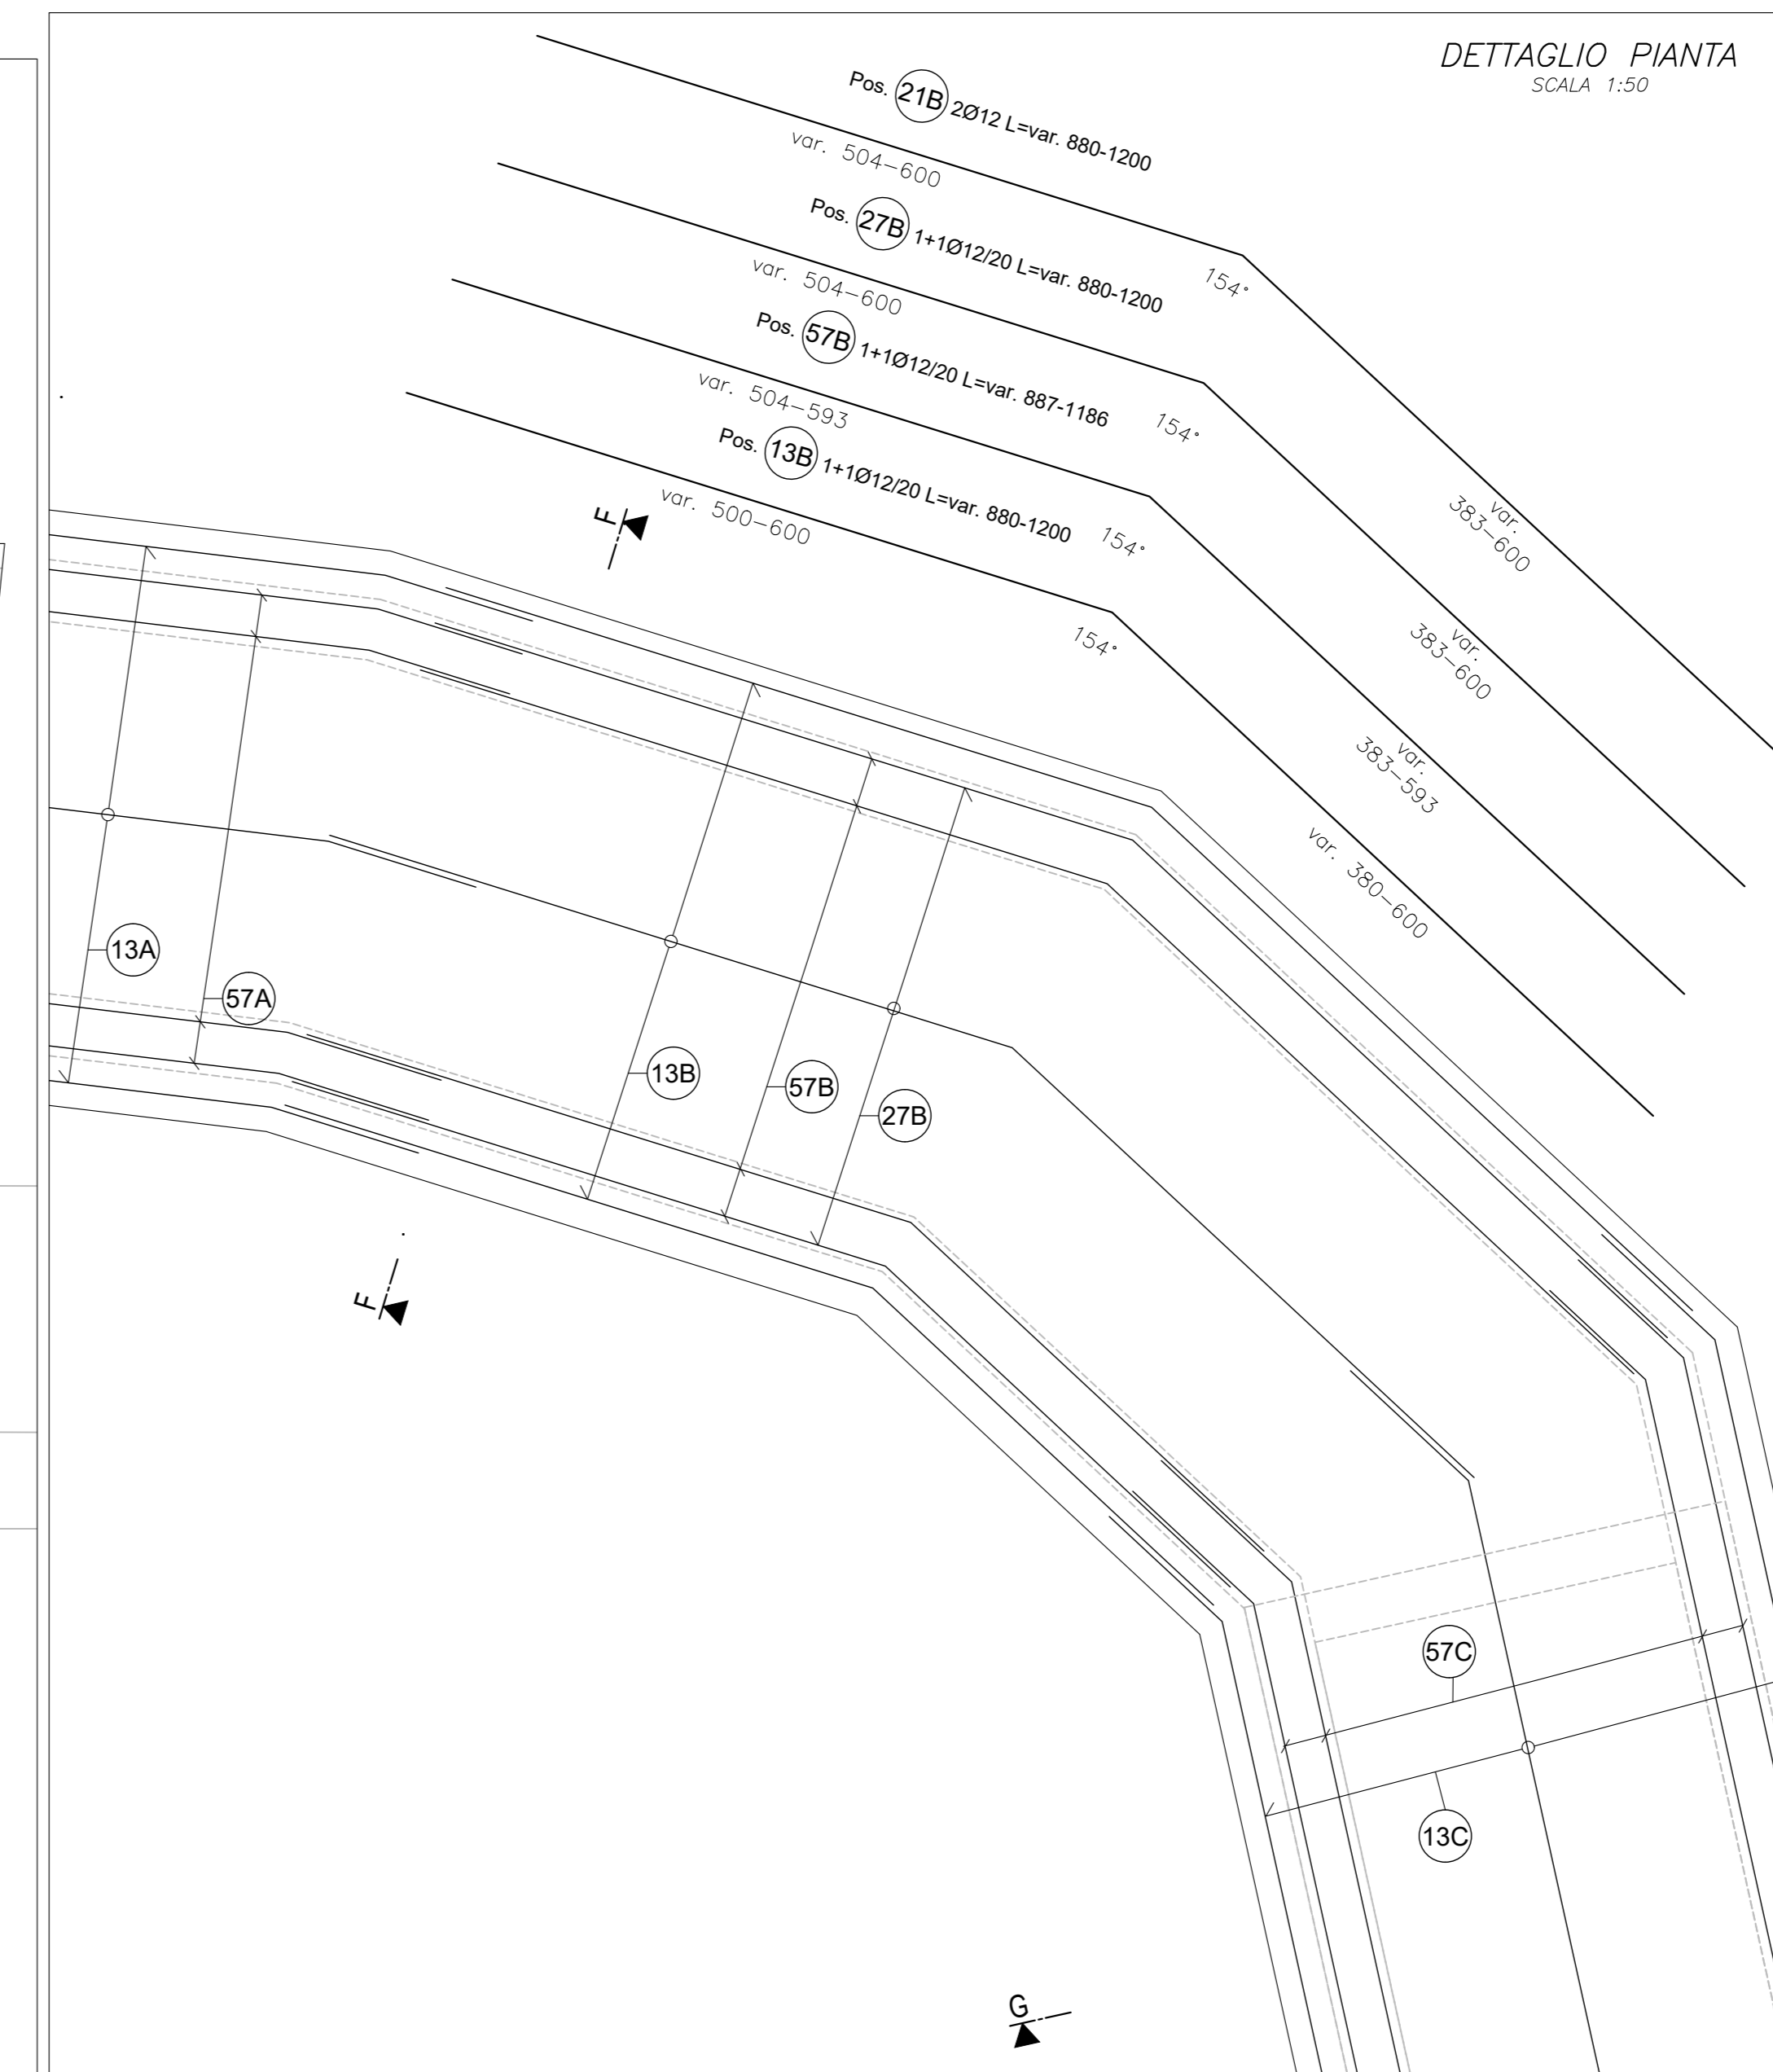 DETTAGLIO PIANTA
SCALA 1:50
Pos. 21B 2Ø12 L=var. 880-1200
var. 504-600
154°
var.
383-600
Pos. 27B 1+1Ø12/20 L=var. 880-1200
var. 504-600
154°
var.
383-600
Pos. 57B 1+1Ø12/20 L=var. 887-1186
var. 504-593
154°
var.
383-593
Pos. 13B 1+1Ø12/20 L=var. 880-1200
var. 500-600
154°
var. 380-600
F
13A
57A
13B
57B
27B
F
57C
13C
G